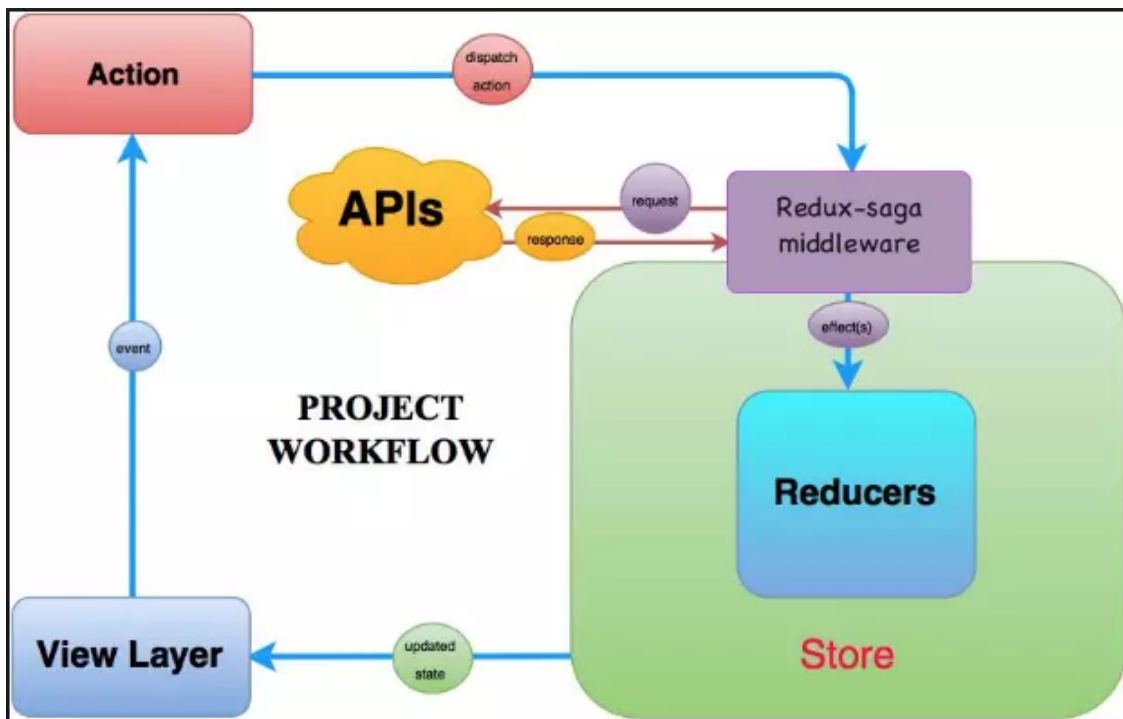 Action
dispatch
action
APIs
request
response
Redux-saga
middleware
effect(s)
event
PROJECT
WORKFLOW
Reducers
View Layer
updated
state
Store